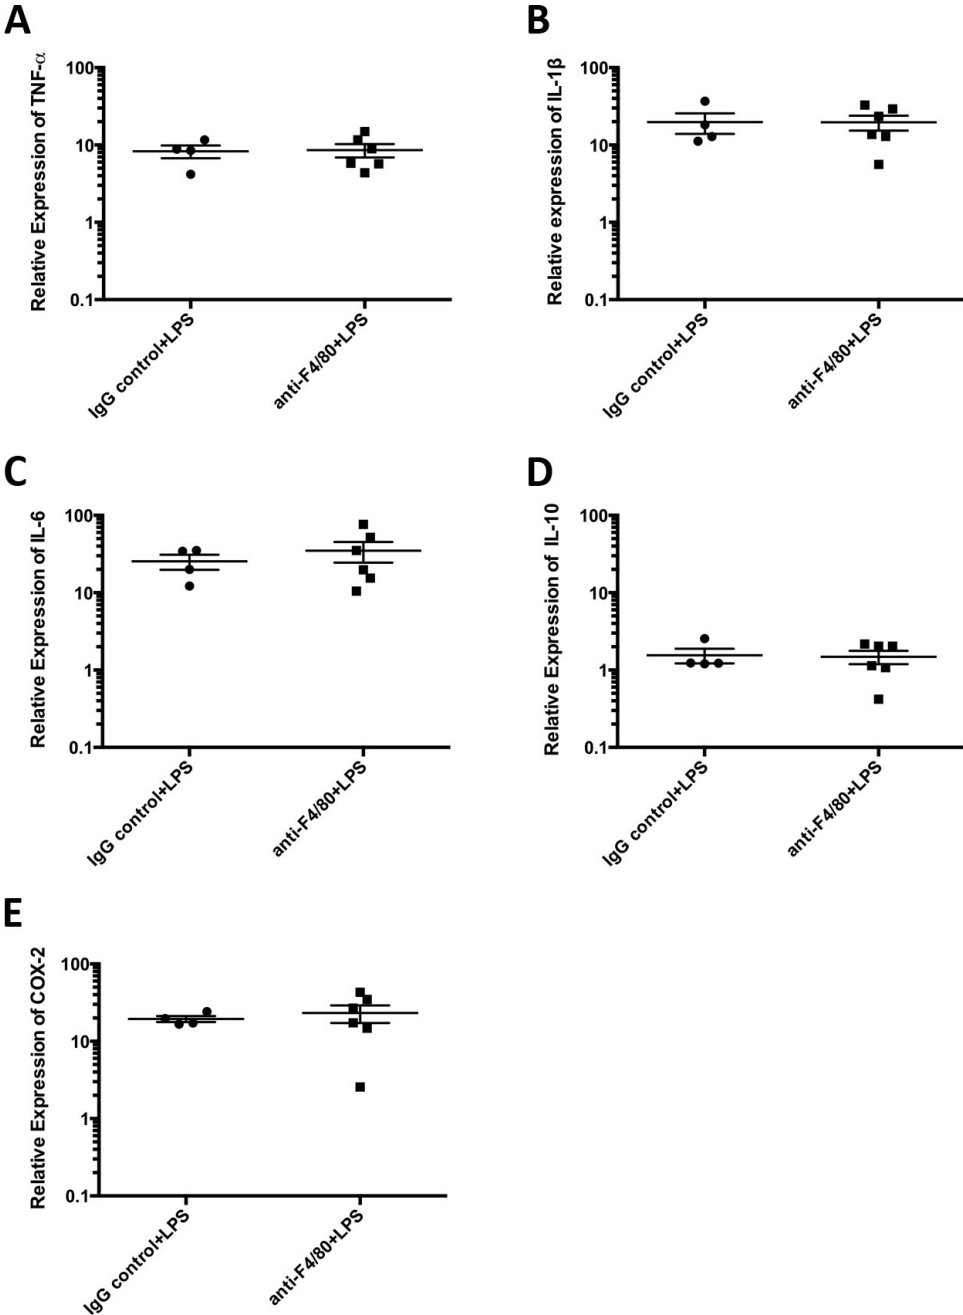 A
Relative Expression of TNF-α
100
10
1
0.1
IgG control+LPS
anti-F4/80+LPS
B
Relative expression of IL-1β
100
10
1
0.1
IgG control+LPS
anti-F4/80+LPS
C
Relative Expression of IL-6
100
10
1
0.1
IgG control+LPS
anti-F4/80+LPS
D
Relative Expression of IL-10
100
10
1
0.1
IgG control+LPS
anti-F4/80+LPS
E
Relative Expression of COX-2
100
10
1
0.1
IgG control+LPS
anti-F4/80+LPS